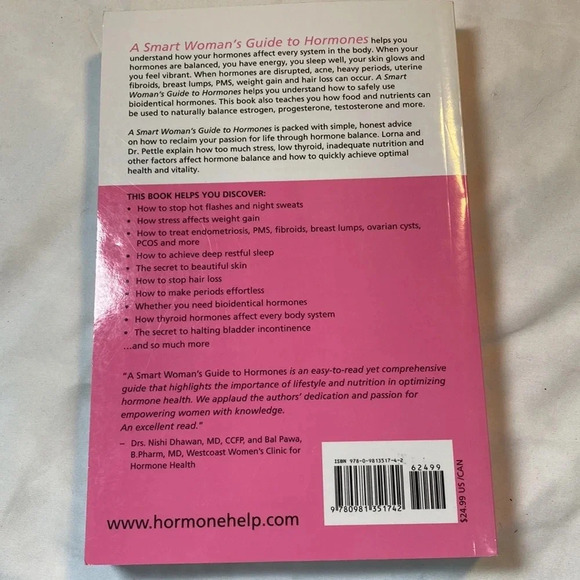 A Smart Woman's Guide to Hormones helps you
understand how your hormones affect every system in the body. When your
hormones are balanced, you have energy, you sleep well, your skin glows and
you feel vibrant. When hormones are disrupted, acne, heavy periods, uterine
fibroids, breast lumps, PMS, weight gain and hair loss can occur. A Smart
Woman's Guide to Hormones helps you understand how to safely use
bioidentical hormones. This book also teaches you how food and nutrients can
be used to naturally balance estrogen, progesterone, testosterone and more.
A Smart Woman's Guide to Hormones is packed with simple, honest advice
on how to reclaim your passion for life through hormone balance. Lorna and
Dr. Pettle explain how too much stress, low thyroid, inadequate nutrition and
other factors affect hormone balance and how to quickly achieve optimal
health and vitality.
THIS BOOK HELPS YOU DISCOVER:
• How to stop hot flashes and night sweats
• How stress affects weight gain
• How to treat endometriosis, PMS, fibroids, breast lumps, ovarian cysts,
PCOS and more
• How to achieve deep restful sleep
• The secret to beautiful skin
• How to stop hair loss
• How to make periods effortless
• Whether you need bioidentical hormones
• How thyroid hormones affect every body system
• The secret to halting bladder incontinence
...and so much more
"A Smart Woman's Guide to Hormones is an easy-to-read yet comprehensive
guide that highlights the importance of lifestyle and nutrition in optimizing
hormone health. We applaud the authors' dedication and passion for
empowering women with knowledge.
An excellent read."
– Drs. Nishi Dhawan, MD, CCFP, and Bal Pawa,
B.Pharm, MD, Westcoast Women's Clinic for
Hormone Health
www.hormonehelp.com
ISBN 978-0-9813517-4-2
62499
9 780981 351742
$24.99 US /CAN